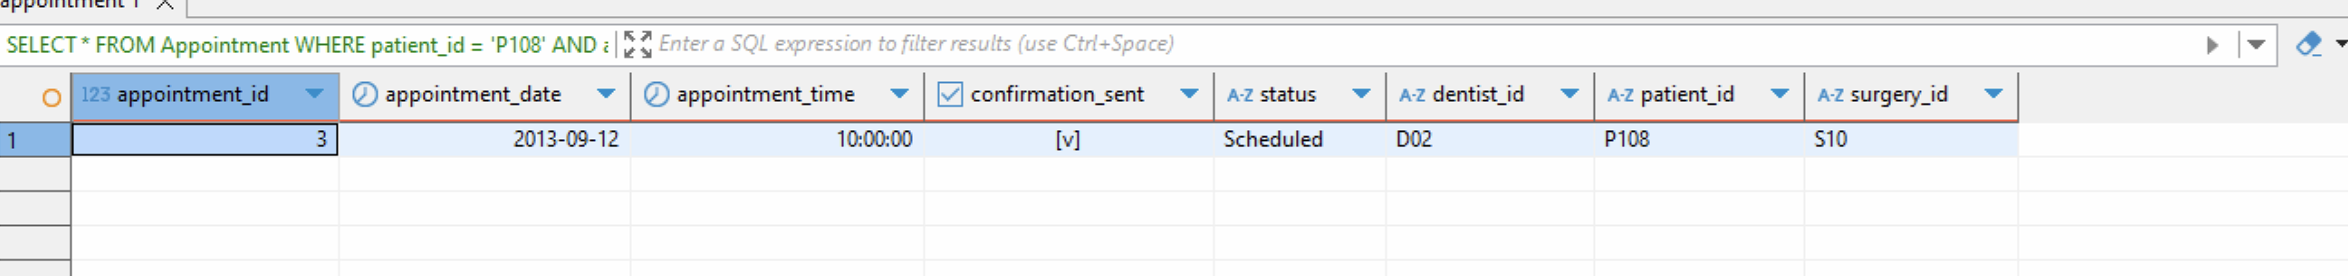 appointment 1
SELECT * FROM Appointment WHERE patient_id = 'P108' AND a Enter a SQL expression to filter results (use Ctrl+Space)
123 appointment_id appointment_date appointment_time confirmation_sent A-Z status A-Z dentist_id A-Z patient_id A-Z surgery_id
1 3 2013-09-12 10:00:00 [v] Scheduled D02 P108 S10